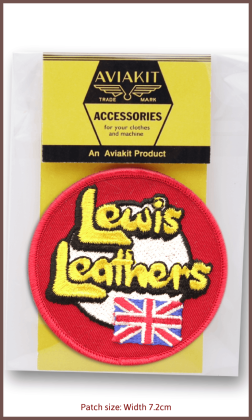 AVIAKIT
TRADE MARK
ACCESSORIES
for your clothes
and machine
An Aviakit Product
Lewis
Leathers
Patch size: Width 7.2cm